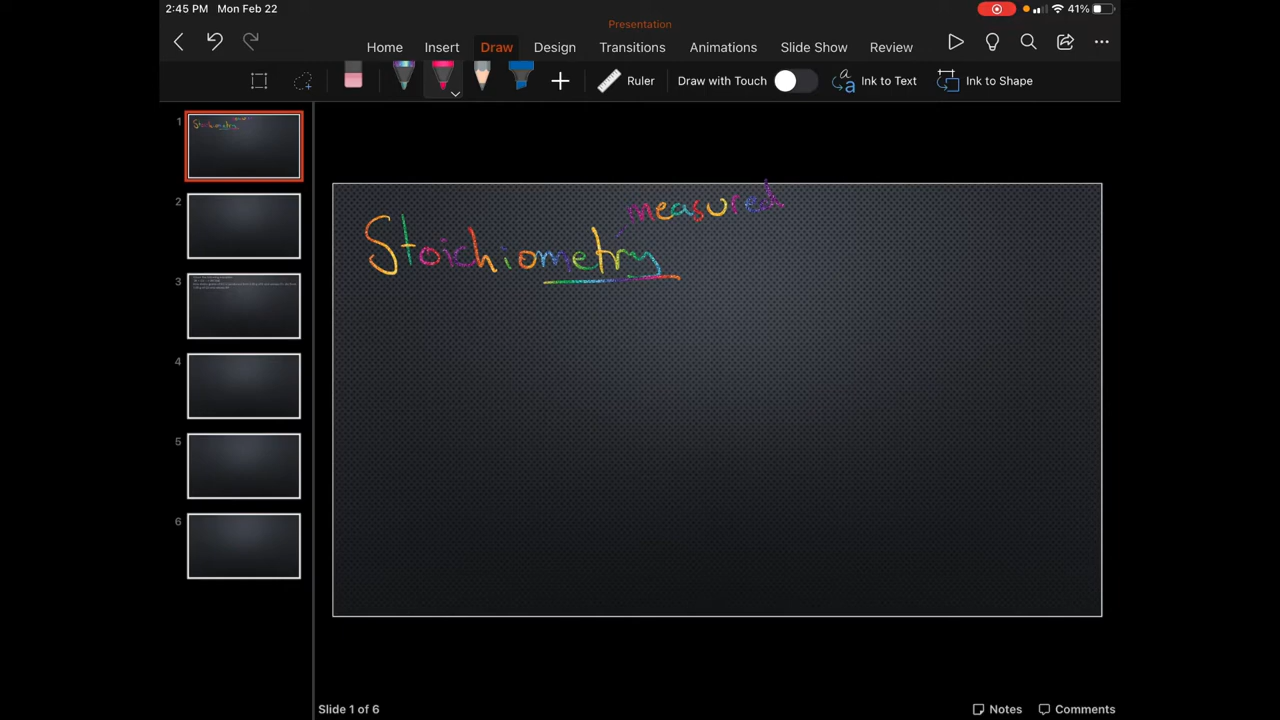 2:45 PM Mon Feb 22
41%
Presentation
Home Insert Draw Design Transitions Animations Slide Show Review
Ruler Draw with Touch Ink to Text Ink to Shape
1
2
3
4
5
6
measured
Stoichiometry
Slide 1 of 6
Notes Comments